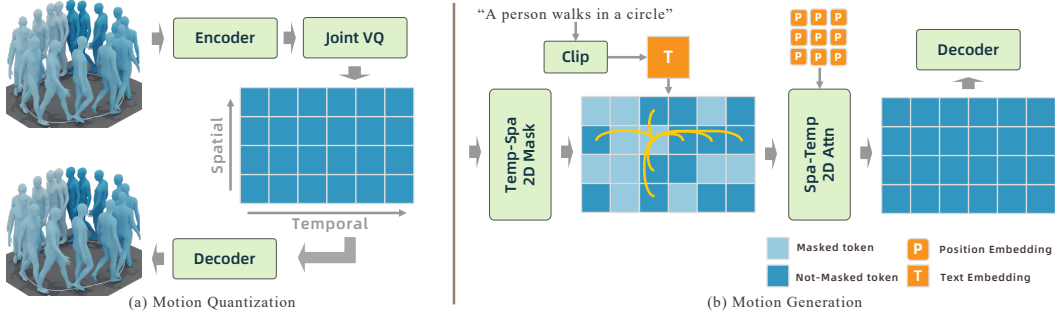 Encoder
Joint VQ
Spatial
Temporal
Decoder
(a) Motion Quantization
“A person walks in a circle”
Clip
T
P P P
P P P
P P P
Decoder
Temp-Spa
2D Mask
Spa-Temp
2D Attn
Masked token
P Position Embedding
Not-Masked token
T Text Embedding
(b) Motion Generation